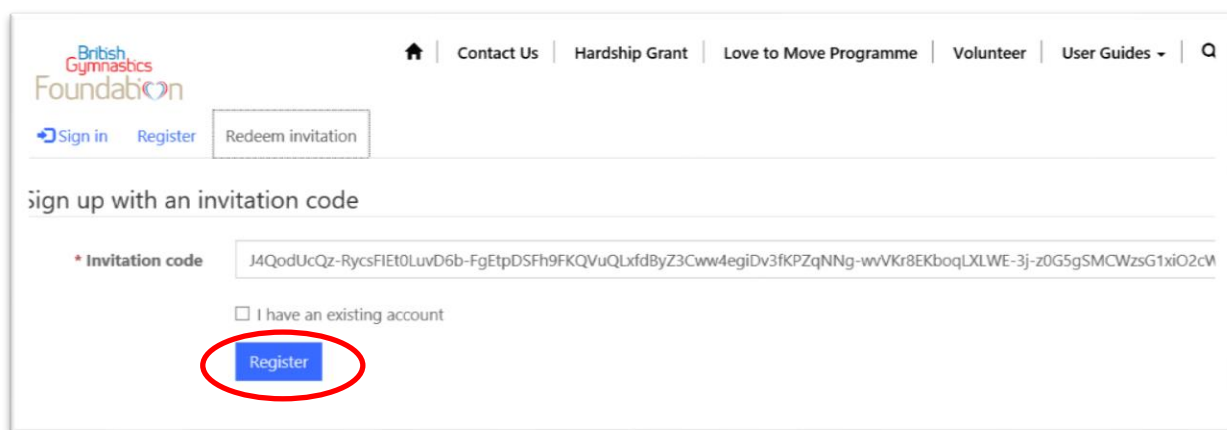 British
Gymnastics
Foundation
Contact Us
Hardship Grant
Love to Move Programme
Volunteer
User Guides
Sign in
Register
Redeem invitation
Sign up with an invitation code
* Invitation code
J4QodUcQz-RycsFIEt0LuvD6b-FgEtpDSFh9FKQVuQLxfdByZ3Cww4egiDv3fKPZqNNg-wvVKr8EKboqLXLWE-3j-z0G5gSMCWzsG1xiO2cW
I have an existing account
Register